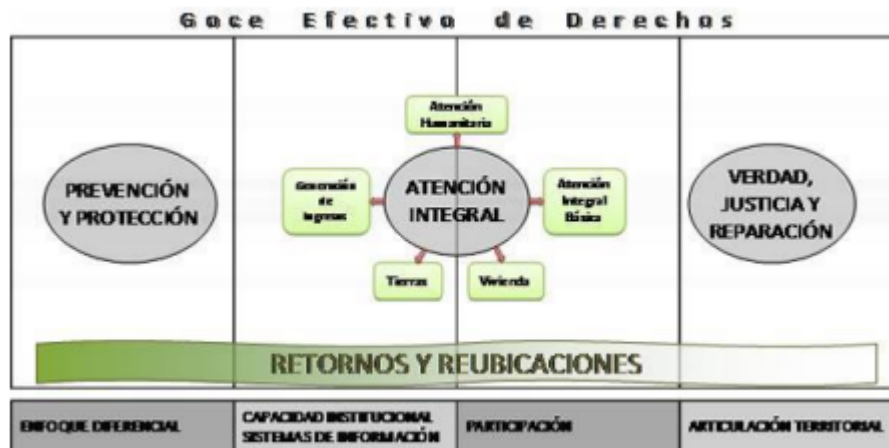 Goce Efectivo de Derechos
Atención
Humanitaria
PREVENCIÓN
Y PROTECCIÓN
Generación
de
Ingresos
ATENCIÓN
INTEGRAL
Atención
Integral
Básica
VERDAD,
JUSTICIA Y
REPARACIÓN
Tierras
Vivienda
RETORNOS Y REUBICACIONES
ENFOQUE DIFERENCIAL
CAPACIDAD INSTITUCIONAL
SISTEMAS DE INFORMACIÓN
PARTICIPACIÓN
ARTICULACIÓN TERRITORIAL